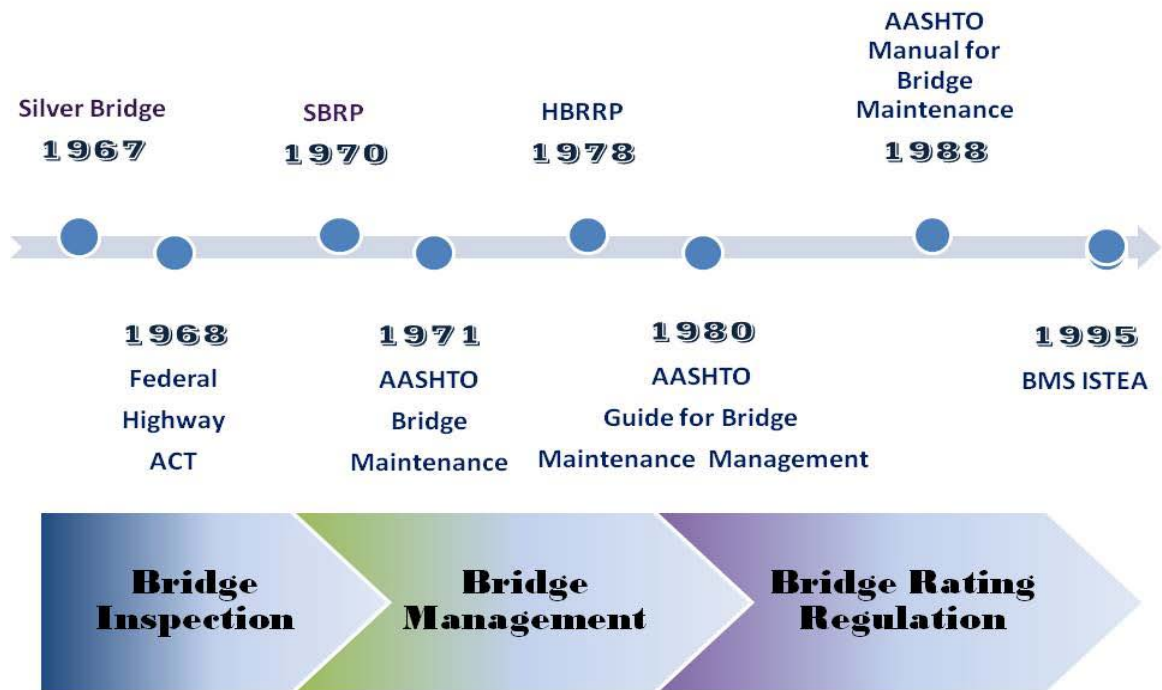 AASHTO
Manual for
Bridge
Maintenance
1988
Silver Bridge
1967
SBRP
1970
HBRRP
1978
1968
Federal
Highway
ACT
1971
AASHTO
Bridge
Maintenance
1980
AASHTO
Guide for Bridge
Maintenance Management
1995
BMS ISTEA
Bridge
Inspection
Bridge
Management
Bridge Rating
Regulation